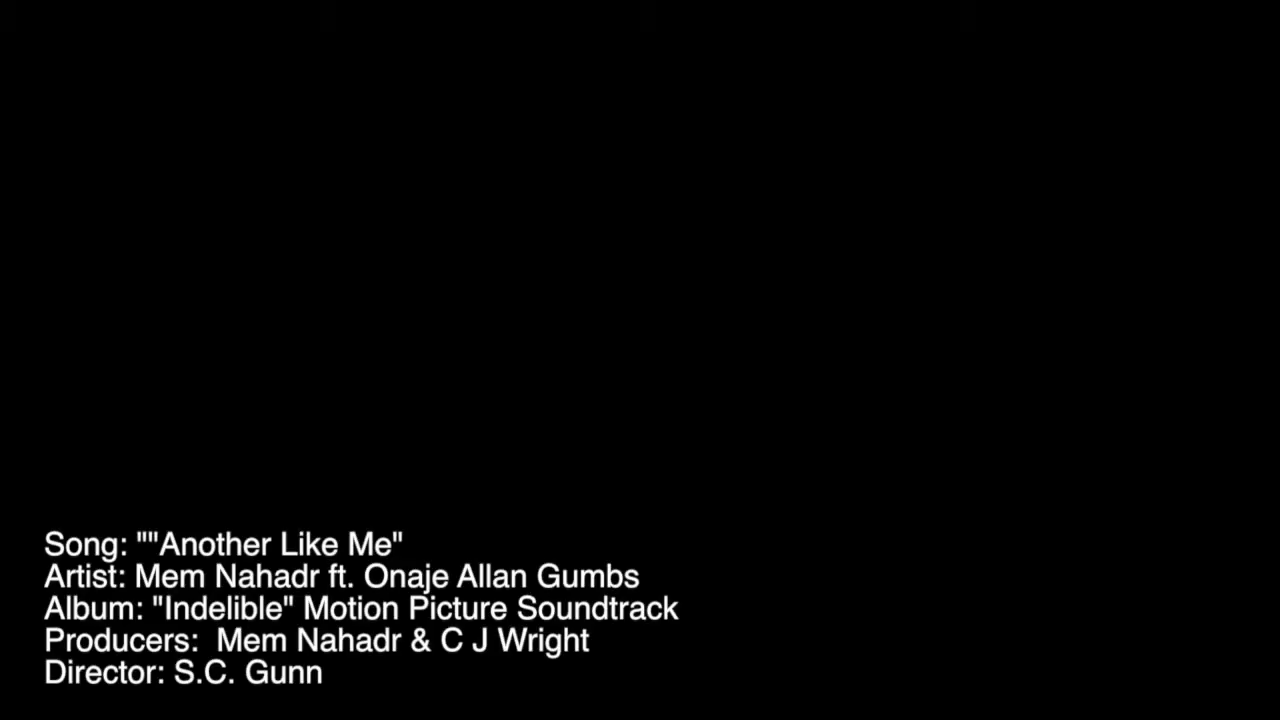 Song: ""Another Like Me"
Artist: Mem Nahadr ft. Onaje Allan Gumbs
Album: "Indelible" Motion Picture Soundtrack
Producers:  Mem Nahadr & C J Wright
Director: S.C. Gunn